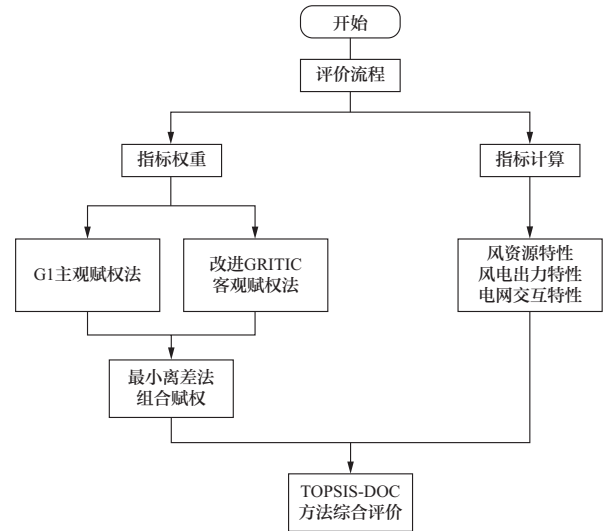 开始
评价流程
指标权重
指标计算
G1主观赋权法
改进GRITIC
客观赋权法
风资源特性
风电出力特性
电网交互特性
最小离差法
组合赋权
TOPSIS-DOC
方法综合评价